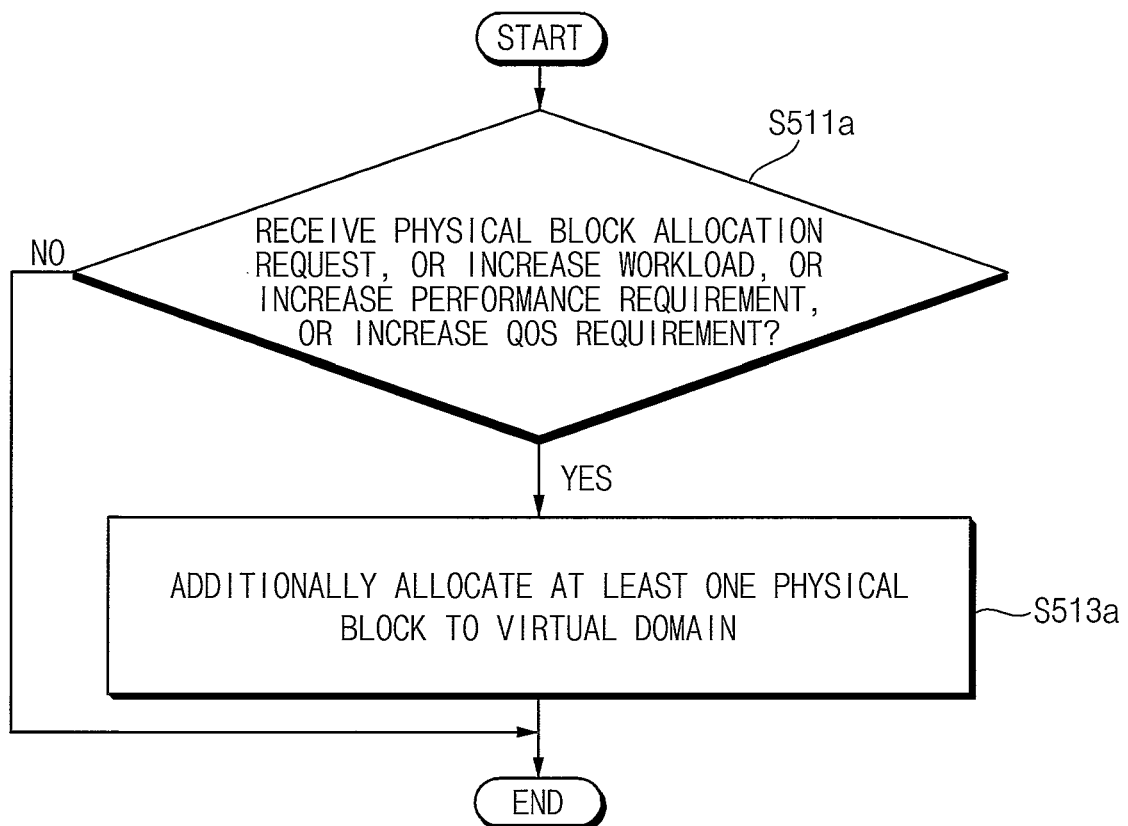 START
S511a
RECEIVE PHYSICAL BLOCK ALLOCATION
REQUEST, OR INCREASE WORKLOAD, OR
INCREASE PERFORMANCE REQUIREMENT,
OR INCREASE QOS REQUIREMENT?
NO
YES
ADDITIONALLY ALLOCATE AT LEAST ONE PHYSICAL
BLOCK TO VIRTUAL DOMAIN
S513a
END